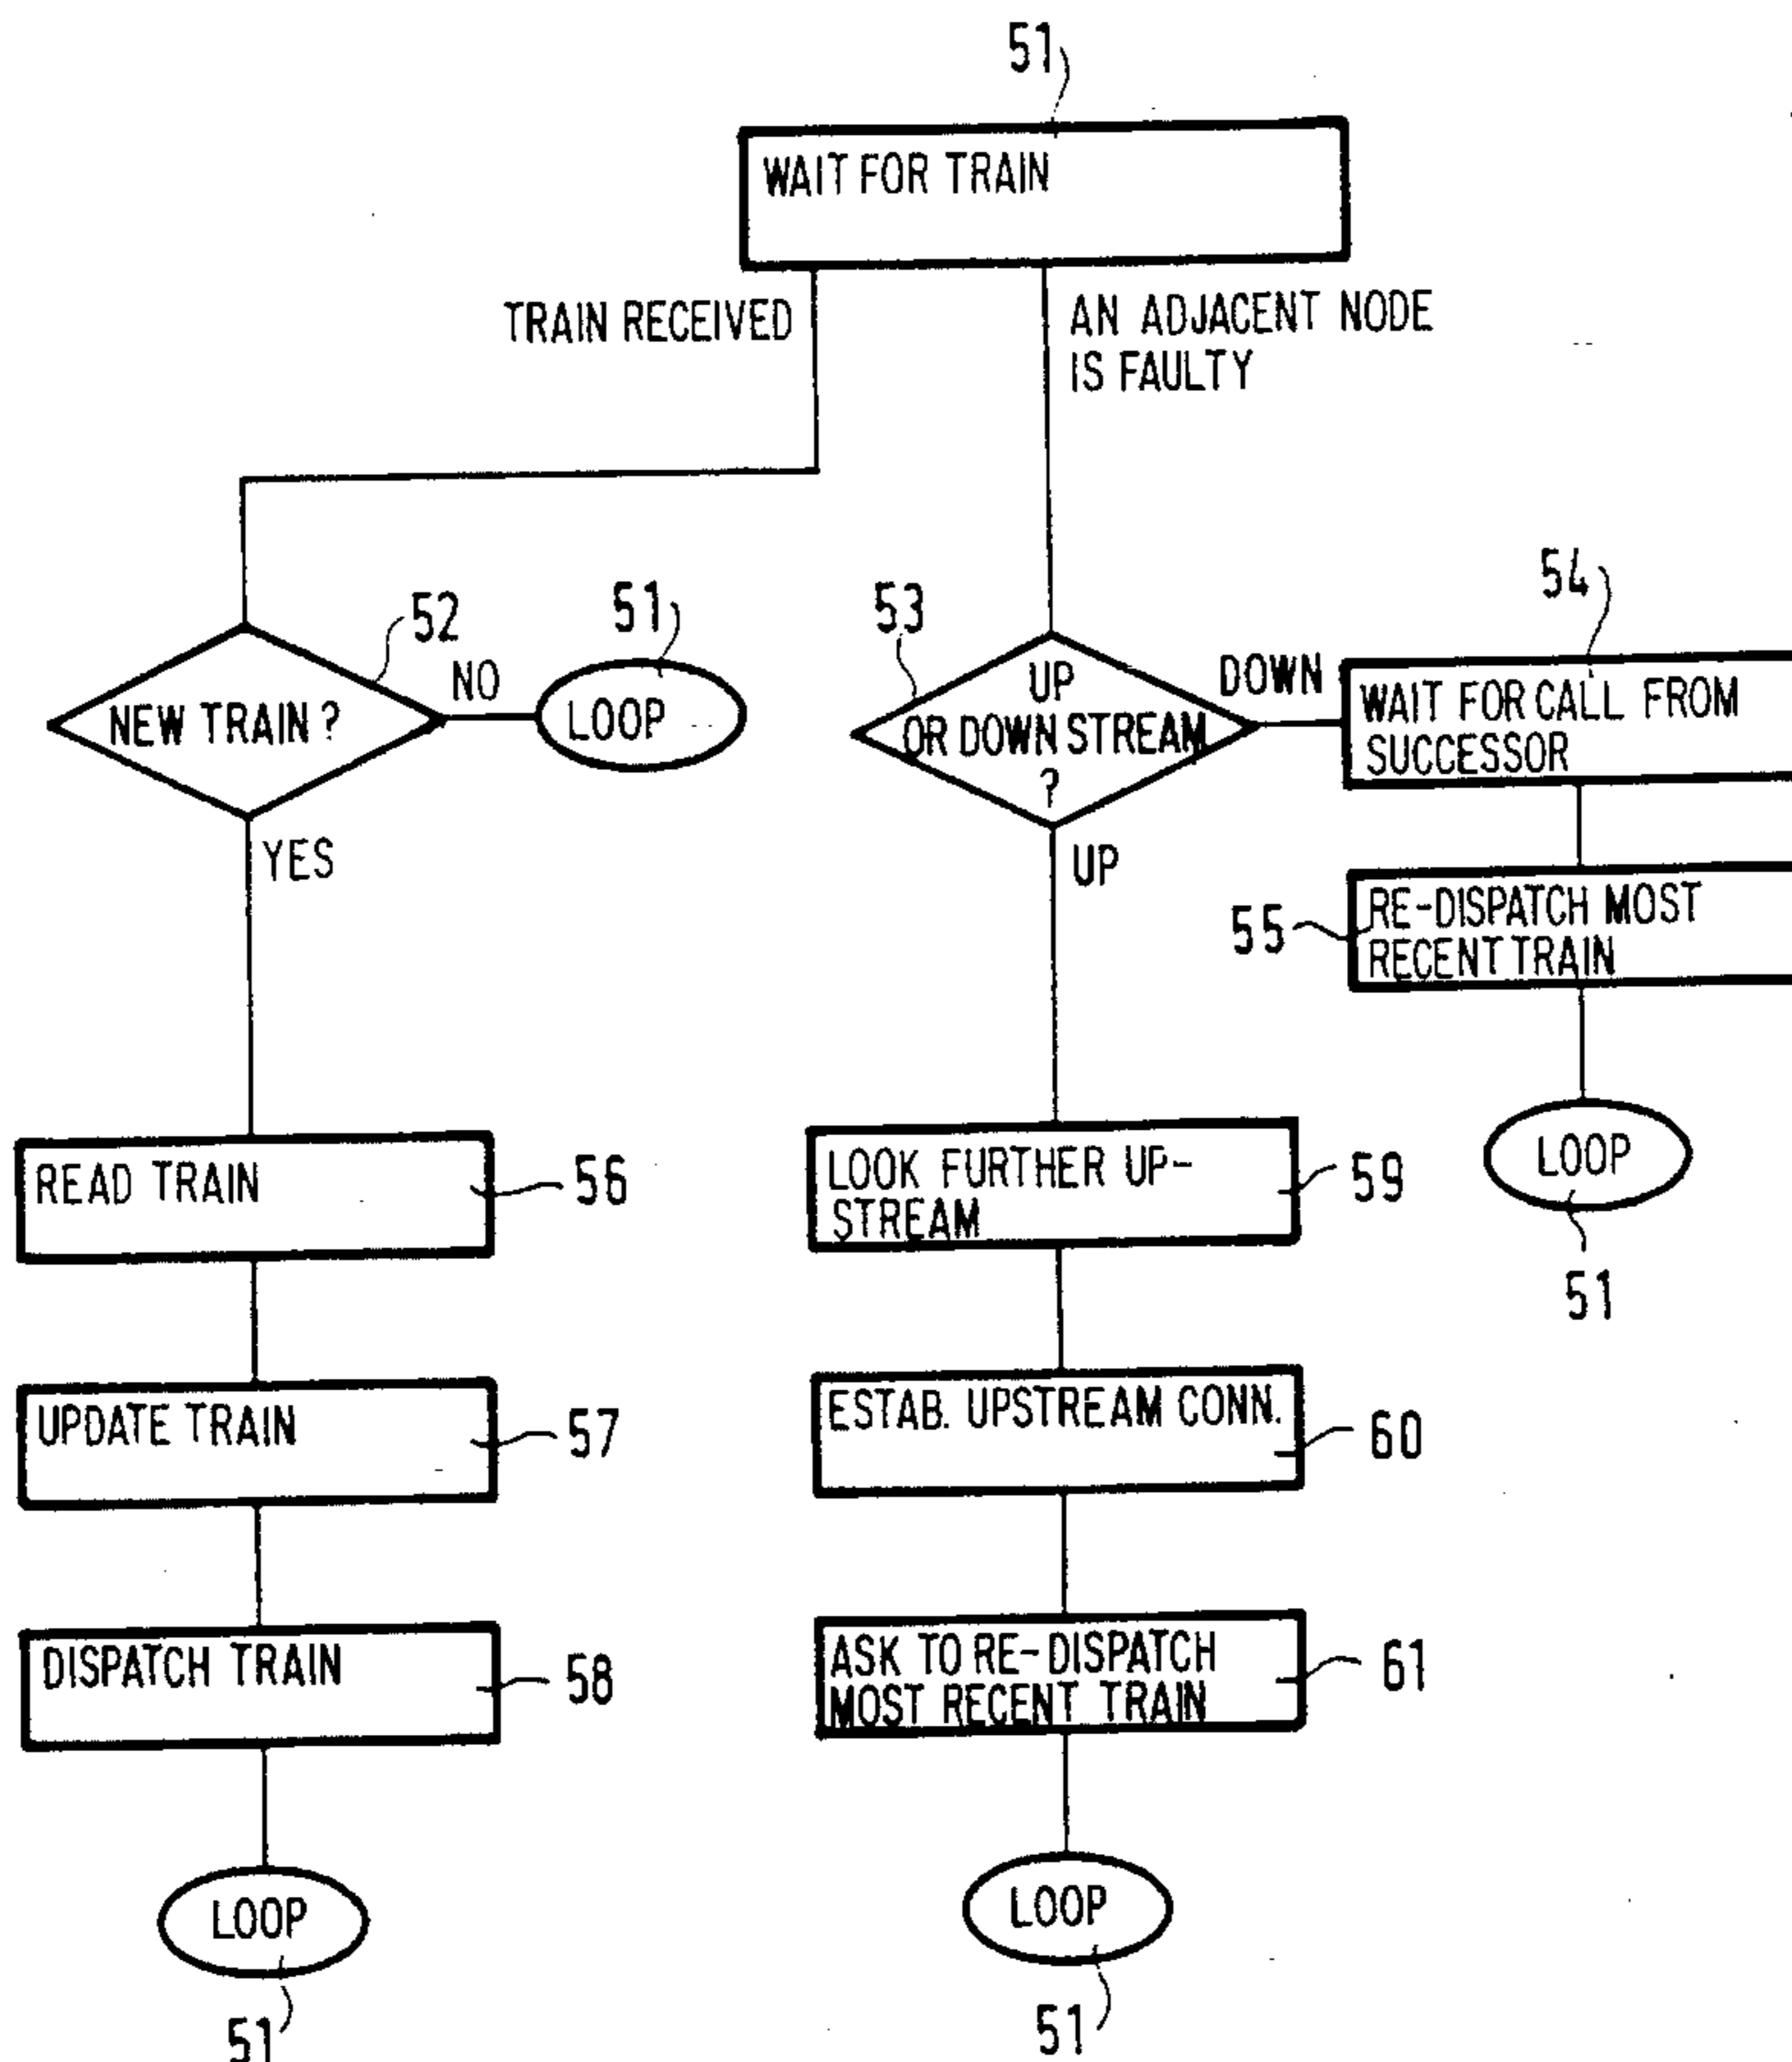 51
WAIT FOR TRAIN
TRAIN RECEIVED
AN ADJACENT NODE
IS FAULTY
52
NEW TRAIN ?
NO
51
LOOP
YES
53
UP
OR DOWN STREAM
?
DOWN
UP
54
WAIT FOR CALL FROM
SUCCESSOR
55
RE-DISPATCH MOST
RECENT TRAIN
LOOP
51
READ TRAIN
56
UPDATE TRAIN
57
DISPATCH TRAIN
58
LOOP
51
LOOK FURTHER UP-
STREAM
59
ESTAB. UPSTREAM CONN.
60
ASK TO RE-DISPATCH
MOST RECENT TRAIN
61
LOOP
51